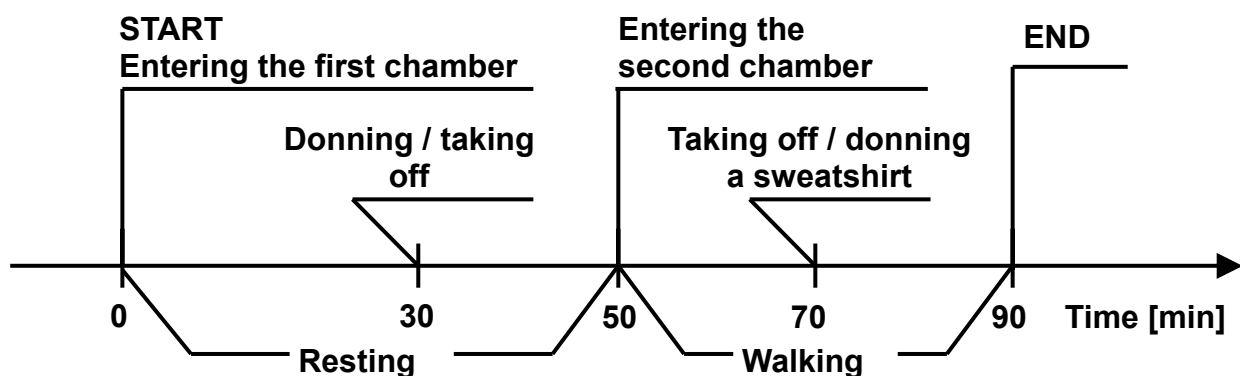 START
Entering the first chamber
Entering the
second chamber
END
Donning / taking
off
Taking off / donning
a sweatshirt
0
30
50
70
90
Time [min]
Resting
Walking